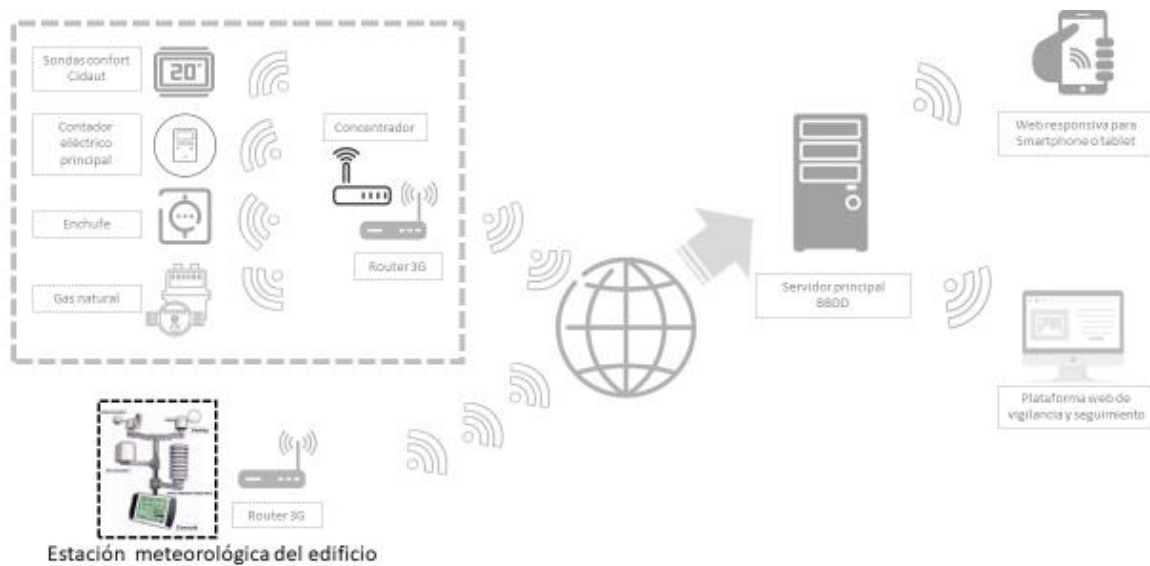 Sondas confort
Cidaut
20°
Contador
eléctrico
principal
Concentrador
Enchufe
Router 3G
Gas natural
Web responsiva para
Smartphone o tablet
Servidor principal
BBDD
Plataforma web de
vigilancia y seguimiento
Router 3G
Estación meteorológica del edificio